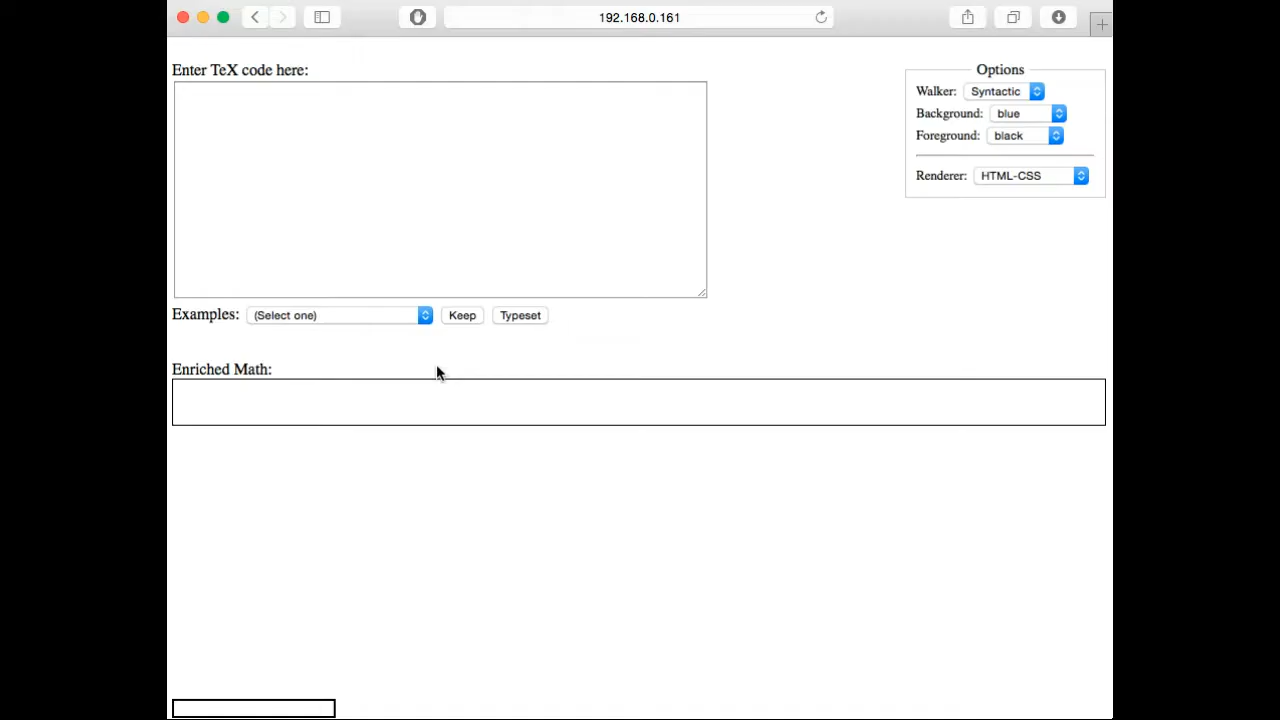 192.168.0.161
Enter TeX code here:
Options
Walker: Syntactic
Background: blue
Foreground: black
Renderer: HTML-CSS
Examples: (Select one) Keep Typeset
Enriched Math: